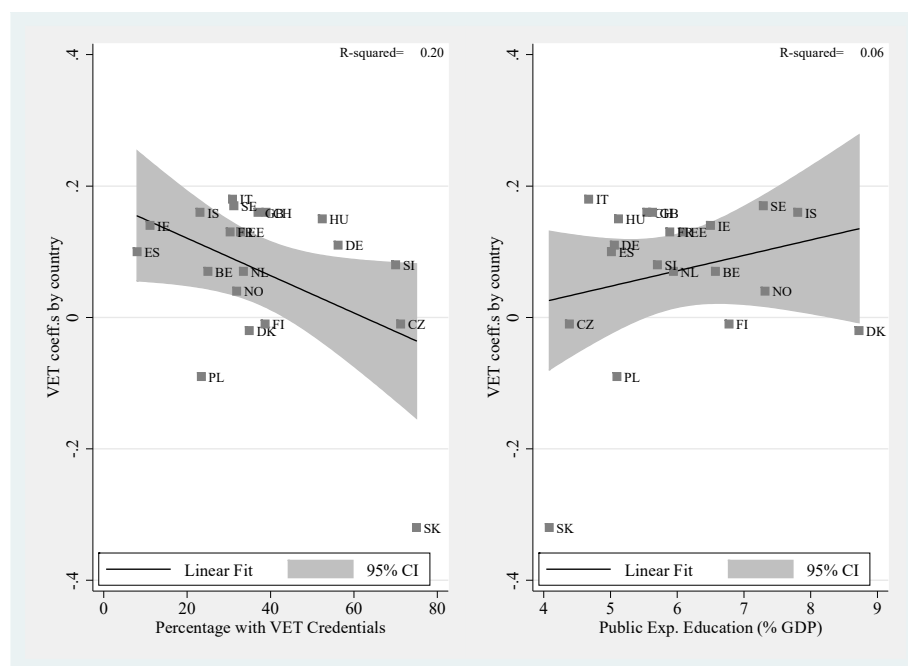 R-squared= 0.20
VET coeff.s by country
.4
.2
0
-.2
-.4
IT
SE
IS
GB
CH
HU
IE
FR
EE
DE
ES
BE
NL
SI
NO
FI
DK
CZ
PL
SK
Linear Fit
95% CI
0 20 40 60 80
Percentage with VET Credentials
R-squared= 0.06
VET coeff.s by country
.4
.2
0
-.2
-.4
IT
SE
HU
CH
GB
IS
DE
FR
EE
IE
ES
SI
NL
BE
NO
CZ
FI
DK
PL
SK
Linear Fit
95% CI
4 5 6 7 8 9
Public Exp. Education (% GDP)